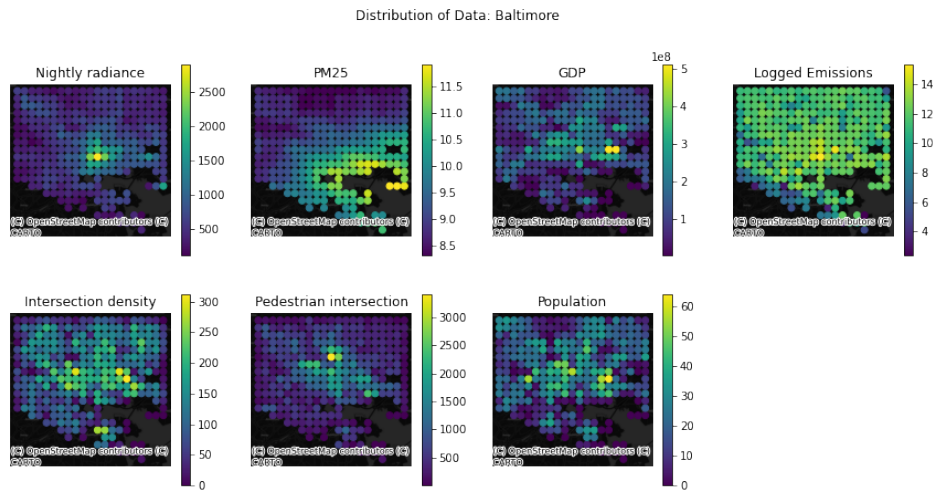 Distribution of Data: Baltimore
Nightly radiance
2500
2000
1500
1000
500
(C) OpenStreetMap contributors (C)
CARTO
PM25
11.5
11.0
10.5
10.0
9.5
9.0
8.5
(C) OpenStreetMap contributors (C)
CARTO
GDP
1e8
5
4
3
2
1
(C) OpenStreetMap contributors (C)
CARTO
Logged Emissions
14
12
10
8
6
4
(C) OpenStreetMap contributors (C)
CARTO
Intersection density
300
250
200
150
100
50
0
(C) OpenStreetMap contributors (C)
CARTO
Pedestrian intersection
3000
2500
2000
1500
1000
500
(C) OpenStreetMap contributors (C)
CARTO
Population
60
50
40
30
20
10
0
(C) OpenStreetMap contributors (C)
CARTO